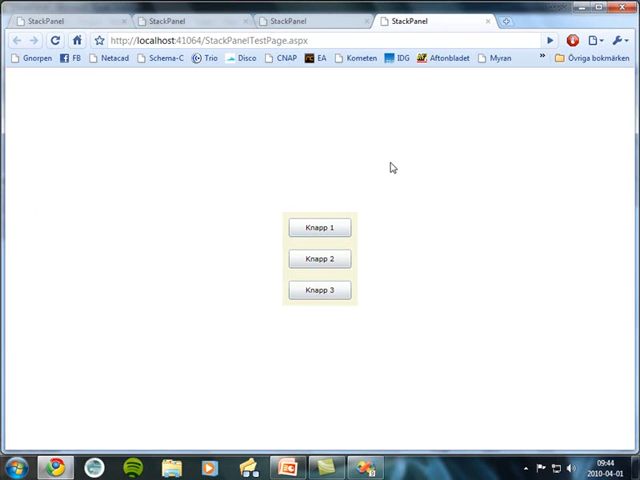 StackPanel StackPanel StackPanel StackPanel
http://localhost:41064/StackPanelTestPage.aspx
Gnorpen FB Netacad Schema-C Trio Disco CNAP EA Kometen IDG Aftonbladet Myran » Övriga bokmärken
Knapp 1
Knapp 2
Knapp 3
09:44
2010-04-01